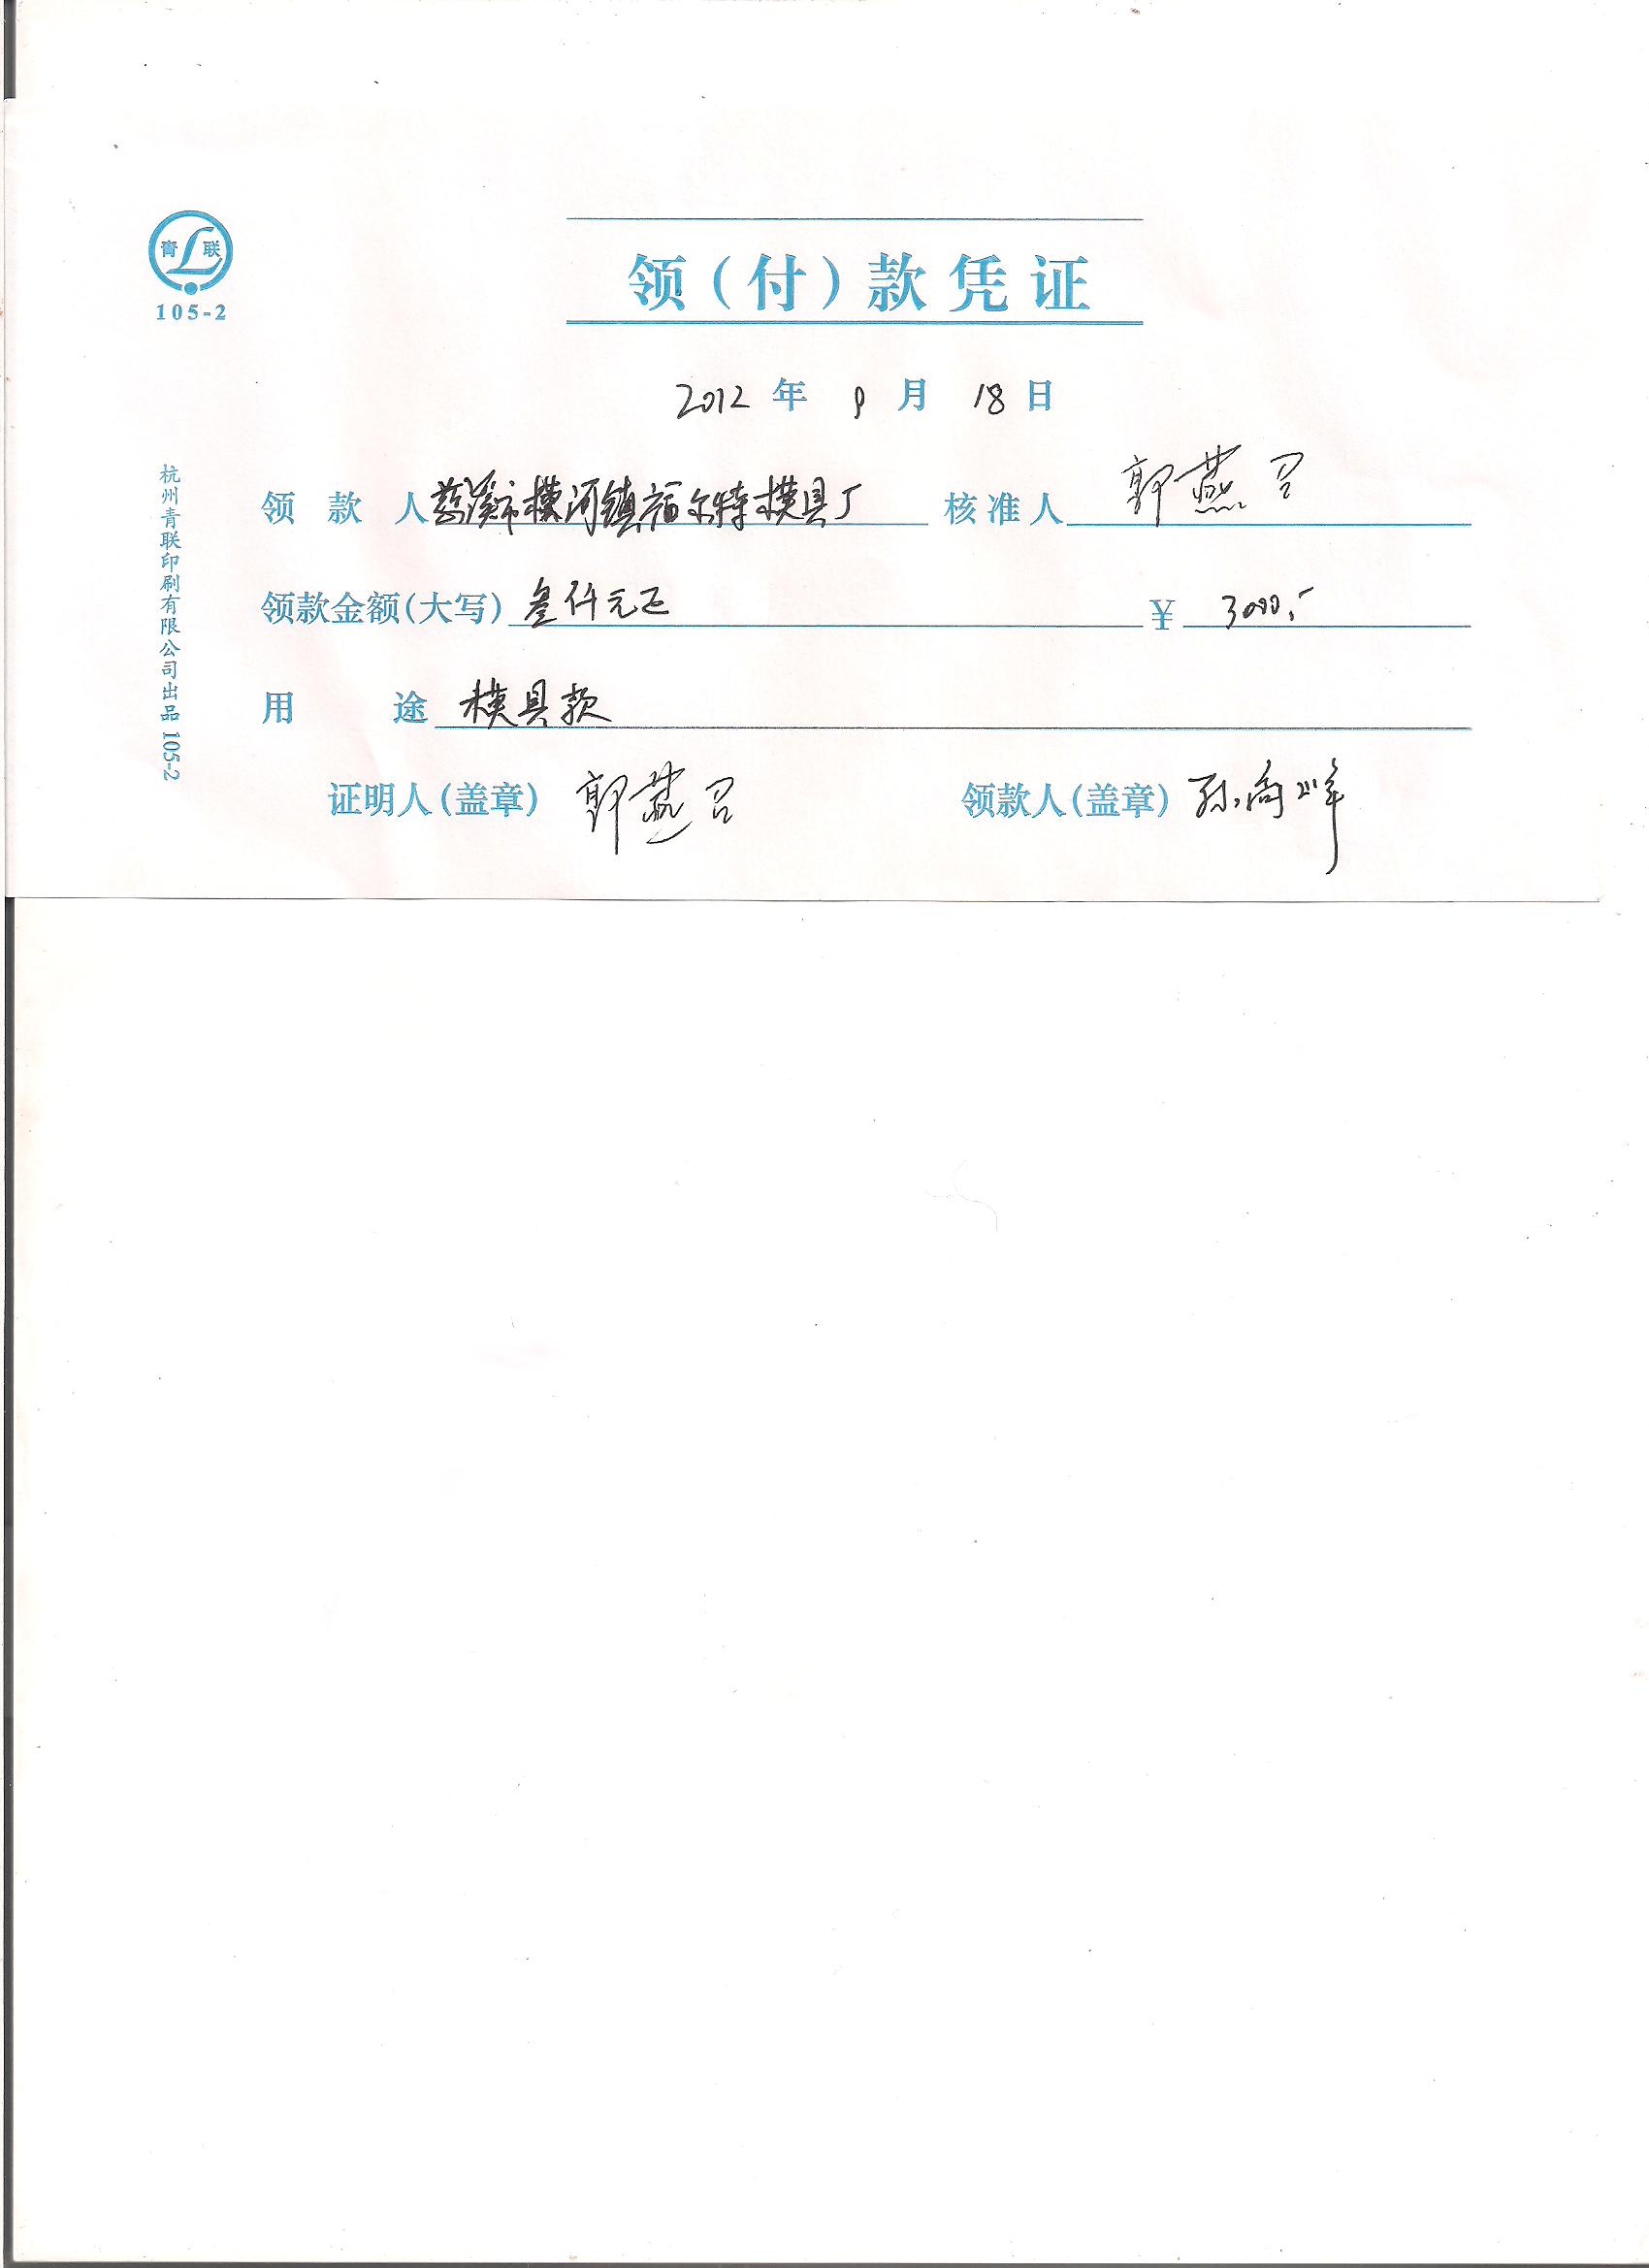 青 L 联
105-2
领（付）款凭证
2012 年 9 月 18 日
领款人 慈溪市横河镇福尔特模具厂 核准人 郭燕召
领款金额(大写) 叁仟元正 ￥ 3000.-
用途 模具款
证明人(盖章) 郭燕召 领款人(盖章) 孙尚峰
杭州青联印刷有限公司出品 105-2